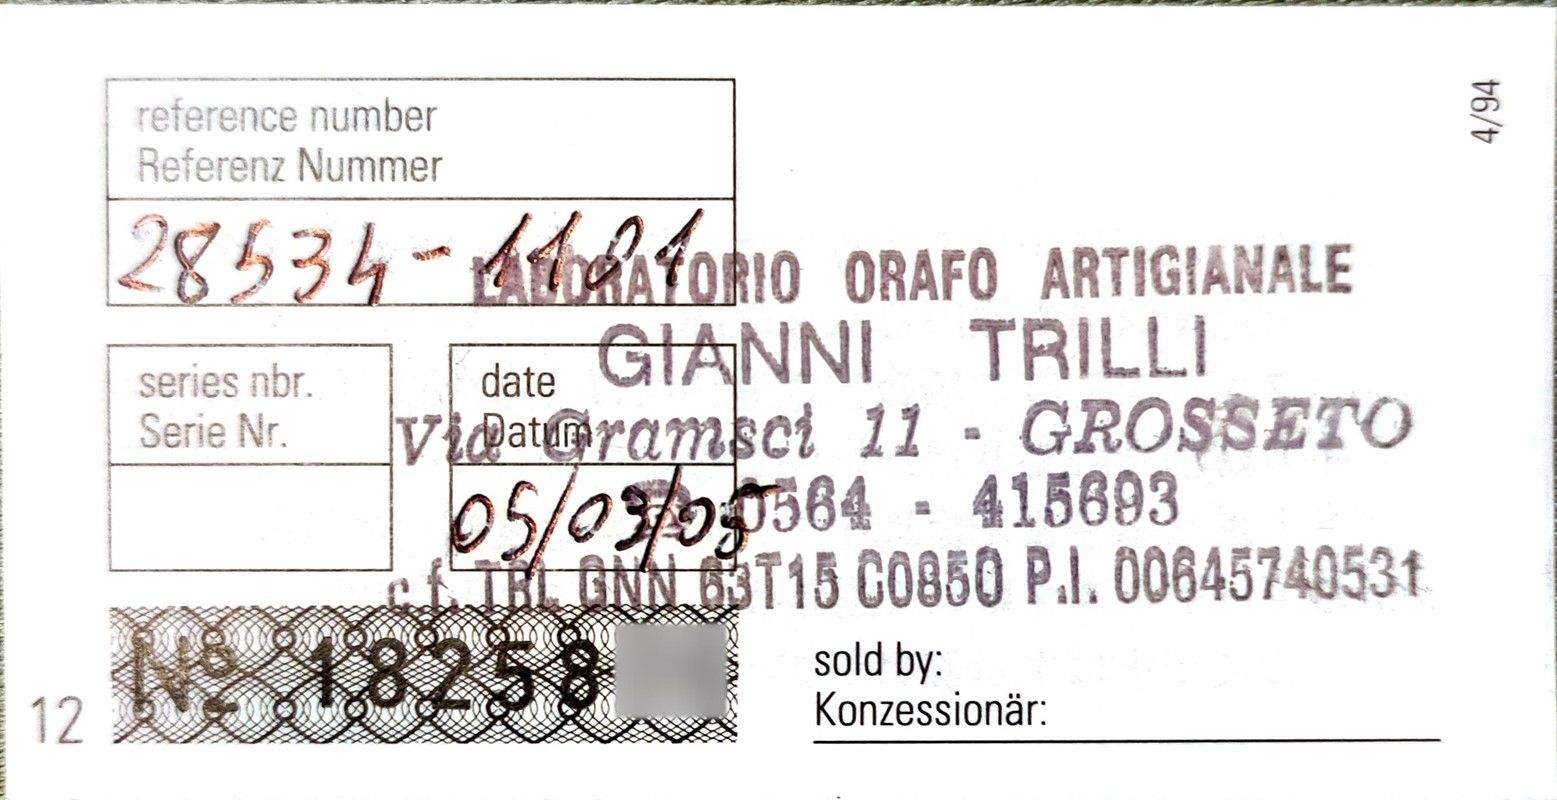 4/94
reference number
Referenz Nummer
28534-1101
LABORATORIO ORAFO ARTIGIANALE
GIANNI TRILLI
series nbr.
Serie Nr.
date
Datum
Via Gramsci 11 - GROSSETO
05/03/05
☎ 0564 - 415693
c.f. TRL GNN 63T15 C0850 P.I. 00645740531
Nº 18258
sold by:
Konzessionär:
12